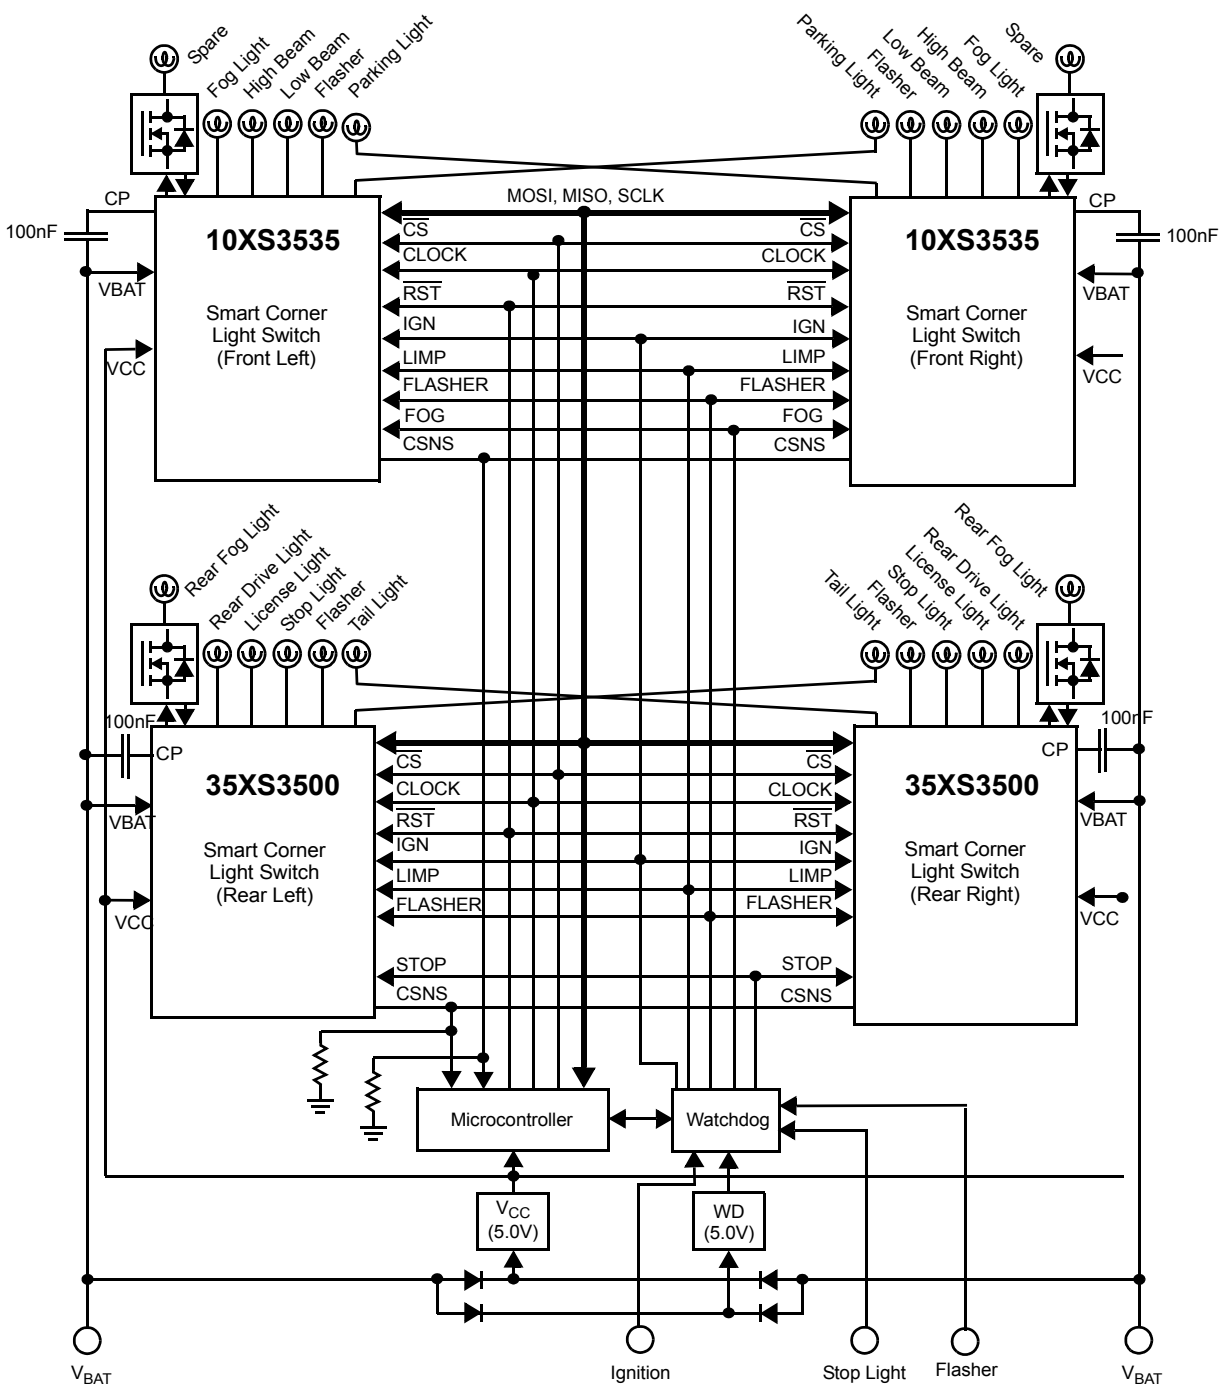 Spare
Fog Light
High Beam
Low Beam
Flasher
Parking Light
Parking Light
Flasher
Low Beam
High Beam
Fog Light
Spare
CP
100nF
VBAT
VCC
10XS3535
Smart Corner
Light Switch
(Front Left)
MOSI, MISO, SCLK
CS
CS
CLOCK
CLOCK
RST
RST
IGN
IGN
LIMP
LIMP
FLASHER
FLASHER
FOG
FOG
CSNS
CSNS
10XS3535
Smart Corner
Light Switch
(Front Right)
CP
100nF
VBAT
VCC
Rear Fog Light
Rear Drive Light
License Light
Stop Light
Flasher
Tail Light
Tail Light
Flasher
Stop Light
License Light
Rear Drive Light
Rear Fog Light
100nF
CP
VBAT
VCC
35XS3500
Smart Corner
Light Switch
(Rear Left)
CS
CS
CLOCK
CLOCK
RST
RST
IGN
IGN
LIMP
LIMP
FLASHER
FLASHER
STOP
STOP
CSNS
CSNS
35XS3500
Smart Corner
Light Switch
(Rear Right)
100nF
CP
VBAT
VCC
Microcontroller
Watchdog
VCC
(5.0V)
WD
(5.0V)
VBAT
Ignition
Stop Light
Flasher
VBAT